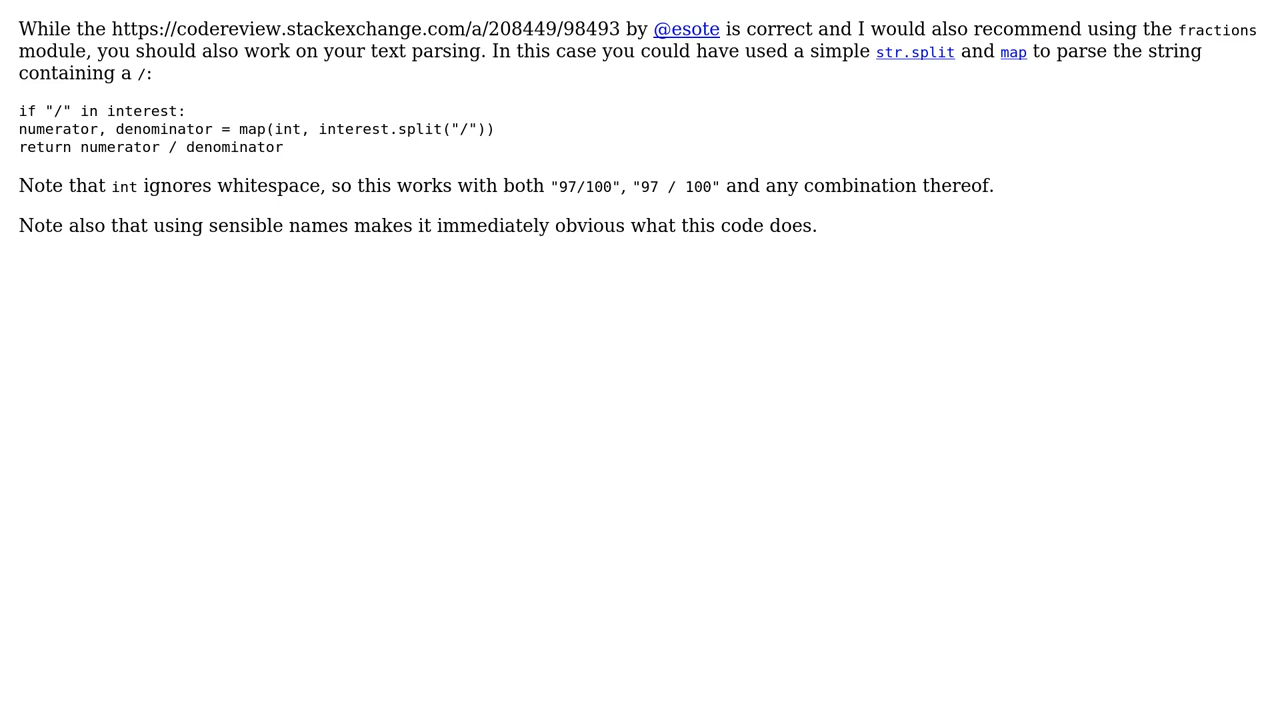 While the https://codereview.stackexchange.com/a/208449/98493 by @esote is correct and I would also recommend using the fractions
module, you should also work on your text parsing. In this case you could have used a simple str.split and map to parse the string
containing a /:
if "/" in interest:
numerator, denominator = map(int, interest.split("/"))
return numerator / denominator
Note that int ignores whitespace, so this works with both "97/100", "97 / 100" and any combination thereof.
Note also that using sensible names makes it immediately obvious what this code does.